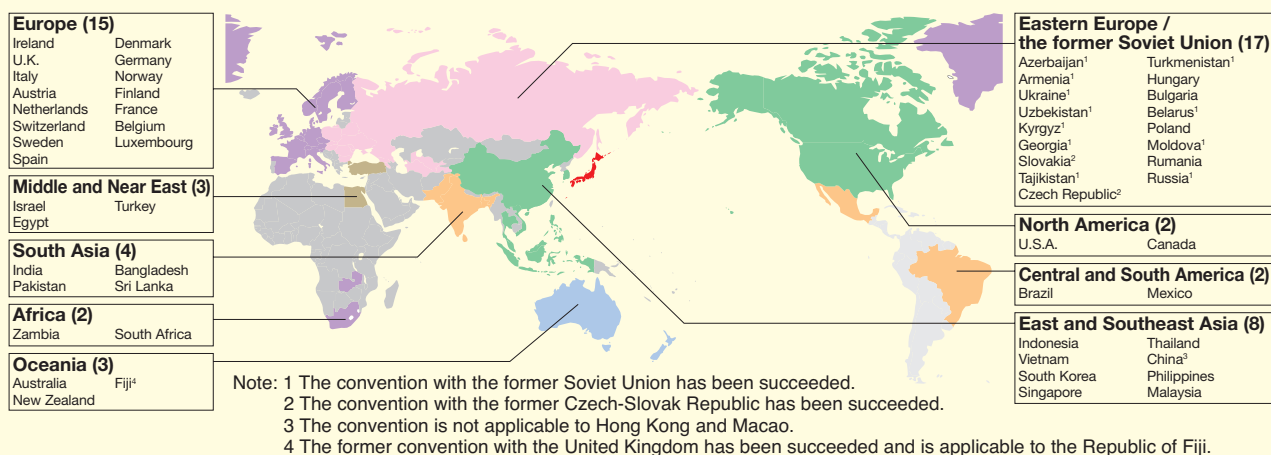 Europe (15)
Ireland Denmark
U.K. Germany
Italy Norway
Austria Finland
Netherlands France
Switzerland Belgium
Sweden Luxembourg
Spain
Middle and Near East (3)
Israel Turkey
Egypt
South Asia (4)
India Bangladesh
Pakistan Sri Lanka
Africa (2)
Zambia South Africa
Oceania (3)
Australia Fiji⁴
New Zealand
Eastern Europe /
the former Soviet Union (17)
Azerbaijan¹ Turkmenistan¹
Armenia¹ Hungary
Ukraine¹ Bulgaria
Uzbekistan¹ Belarus¹
Kyrgyz¹ Poland
Georgia¹ Moldova¹
Slovakia² Rumania
Tajikistan¹ Russia¹
Czech Republic²
North America (2)
U.S.A. Canada
Central and South America (2)
Brazil Mexico
East and Southeast Asia (8)
Indonesia Thailand
Vietnam China³
South Korea Philippines
Singapore Malaysia
Note: 1 The convention with the former Soviet Union has been succeeded.
2 The convention with the former Czech-Slovak Republic has been succeeded.
3 The convention is not applicable to Hong Kong and Macao.
4 The former convention with the United Kingdom has been succeeded and is applicable to the Republic of Fiji.